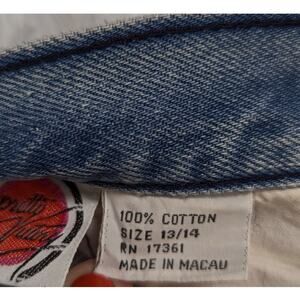 100% COTTON
SIZE 13/14
RN 17361
MADE IN MACAU